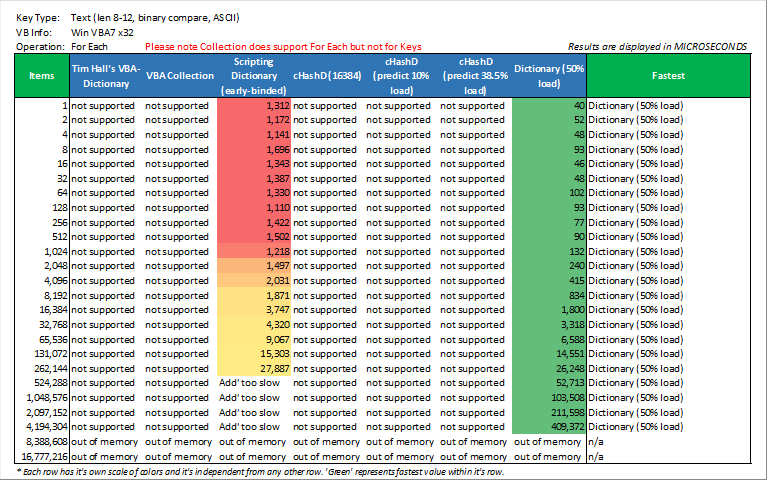 Key Type: Text (len 8-12, binary compare, ASCII)
VB Info: Win VBA7 x32
Operation: For Each Please note Collection does support For Each but not for Keys Results are displayed in MICROSECONDS
Items Tim Hall's VBA-Dictionary VBA Collection Scripting Dictionary (early-binded) cHashD (16384) cHashD (predict 10% load) cHashD (predict 38.5% load) Dictionary (50% load) Fastest
1 not supported not supported 1,312 not supported not supported not supported 40 Dictionary (50% load)
2 not supported not supported 1,172 not supported not supported not supported 52 Dictionary (50% load)
4 not supported not supported 1,141 not supported not supported not supported 48 Dictionary (50% load)
8 not supported not supported 1,696 not supported not supported not supported 93 Dictionary (50% load)
16 not supported not supported 1,343 not supported not supported not supported 46 Dictionary (50% load)
32 not supported not supported 1,387 not supported not supported not supported 48 Dictionary (50% load)
64 not supported not supported 1,330 not supported not supported not supported 102 Dictionary (50% load)
128 not supported not supported 1,110 not supported not supported not supported 93 Dictionary (50% load)
256 not supported not supported 1,422 not supported not supported not supported 77 Dictionary (50% load)
512 not supported not supported 1,502 not supported not supported not supported 90 Dictionary (50% load)
1,024 not supported not supported 1,218 not supported not supported not supported 132 Dictionary (50% load)
2,048 not supported not supported 1,497 not supported not supported not supported 240 Dictionary (50% load)
4,096 not supported not supported 2,031 not supported not supported not supported 415 Dictionary (50% load)
8,192 not supported not supported 1,871 not supported not supported not supported 834 Dictionary (50% load)
16,384 not supported not supported 3,747 not supported not supported not supported 1,800 Dictionary (50% load)
32,768 not supported not supported 4,320 not supported not supported not supported 3,318 Dictionary (50% load)
65,536 not supported not supported 9,067 not supported not supported not supported 6,588 Dictionary (50% load)
131,072 not supported not supported 15,303 not supported not supported not supported 14,551 Dictionary (50% load)
262,144 not supported not supported 27,887 not supported not supported not supported 26,248 Dictionary (50% load)
524,288 not supported not supported Add' too slow not supported not supported not supported 52,713 Dictionary (50% load)
1,048,576 not supported not supported Add' too slow not supported not supported not supported 103,508 Dictionary (50% load)
2,097,152 not supported not supported Add' too slow not supported not supported not supported 211,598 Dictionary (50% load)
4,194,304 not supported not supported Add' too slow not supported not supported not supported 409,372 Dictionary (50% load)
8,388,608 out of memory out of memory out of memory out of memory out of memory out of memory out of memory n/a
16,777,216 out of memory out of memory out of memory out of memory out of memory out of memory out of memory n/a
* Each row has it's own scale of colors and it's independent from any other row. 'Green' represents fastest value within it's row.